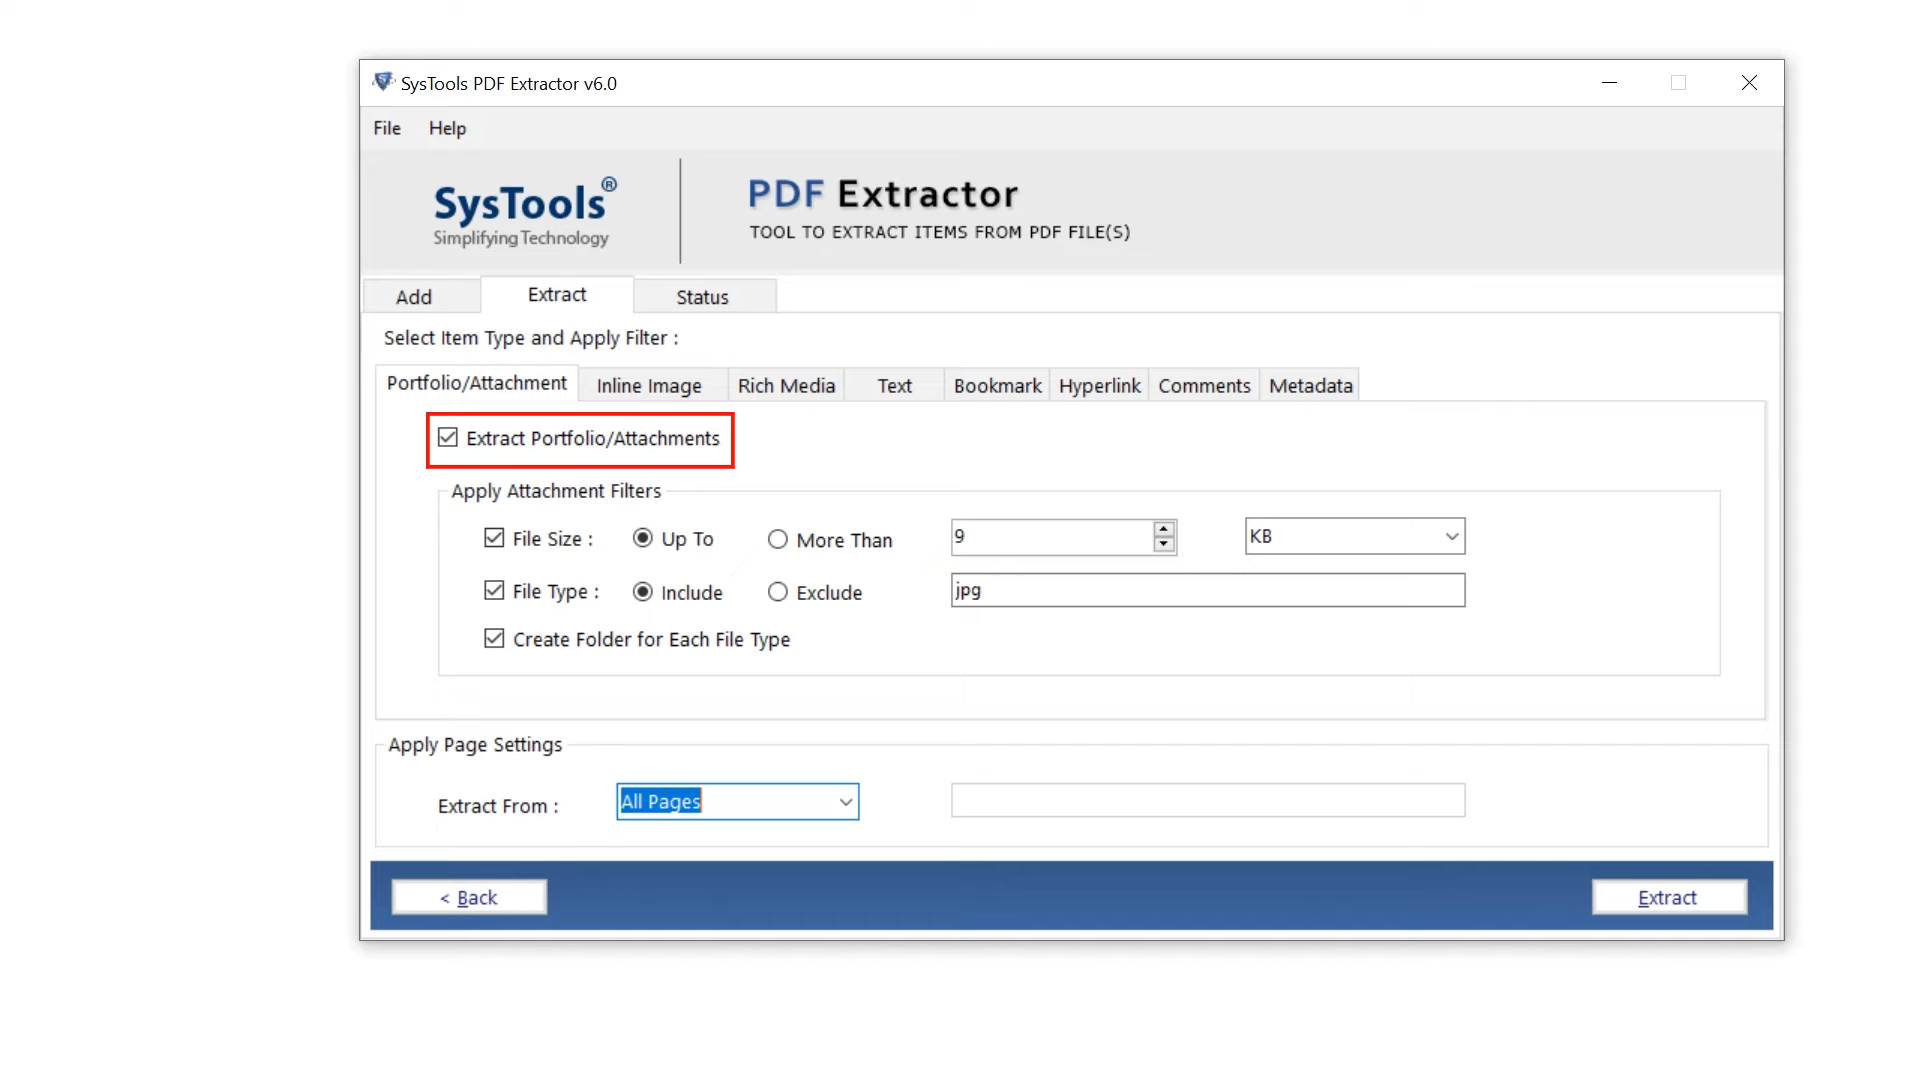 SysTools PDF Extractor v6.0
File Help
SysTools®
Simplifying Technology
PDF Extractor
TOOL TO EXTRACT ITEMS FROM PDF FILE(S)
Add Extract Status
Select Item Type and Apply Filter :
Portfolio/Attachment Inline Image Rich Media Text Bookmark Hyperlink Comments Metadata
Extract Portfolio/Attachments
Apply Attachment Filters
File Size : Up To More Than 9 KB
File Type : Include Exclude jpg
Create Folder for Each File Type
Apply Page Settings
Extract From : All Pages
< Back Extract